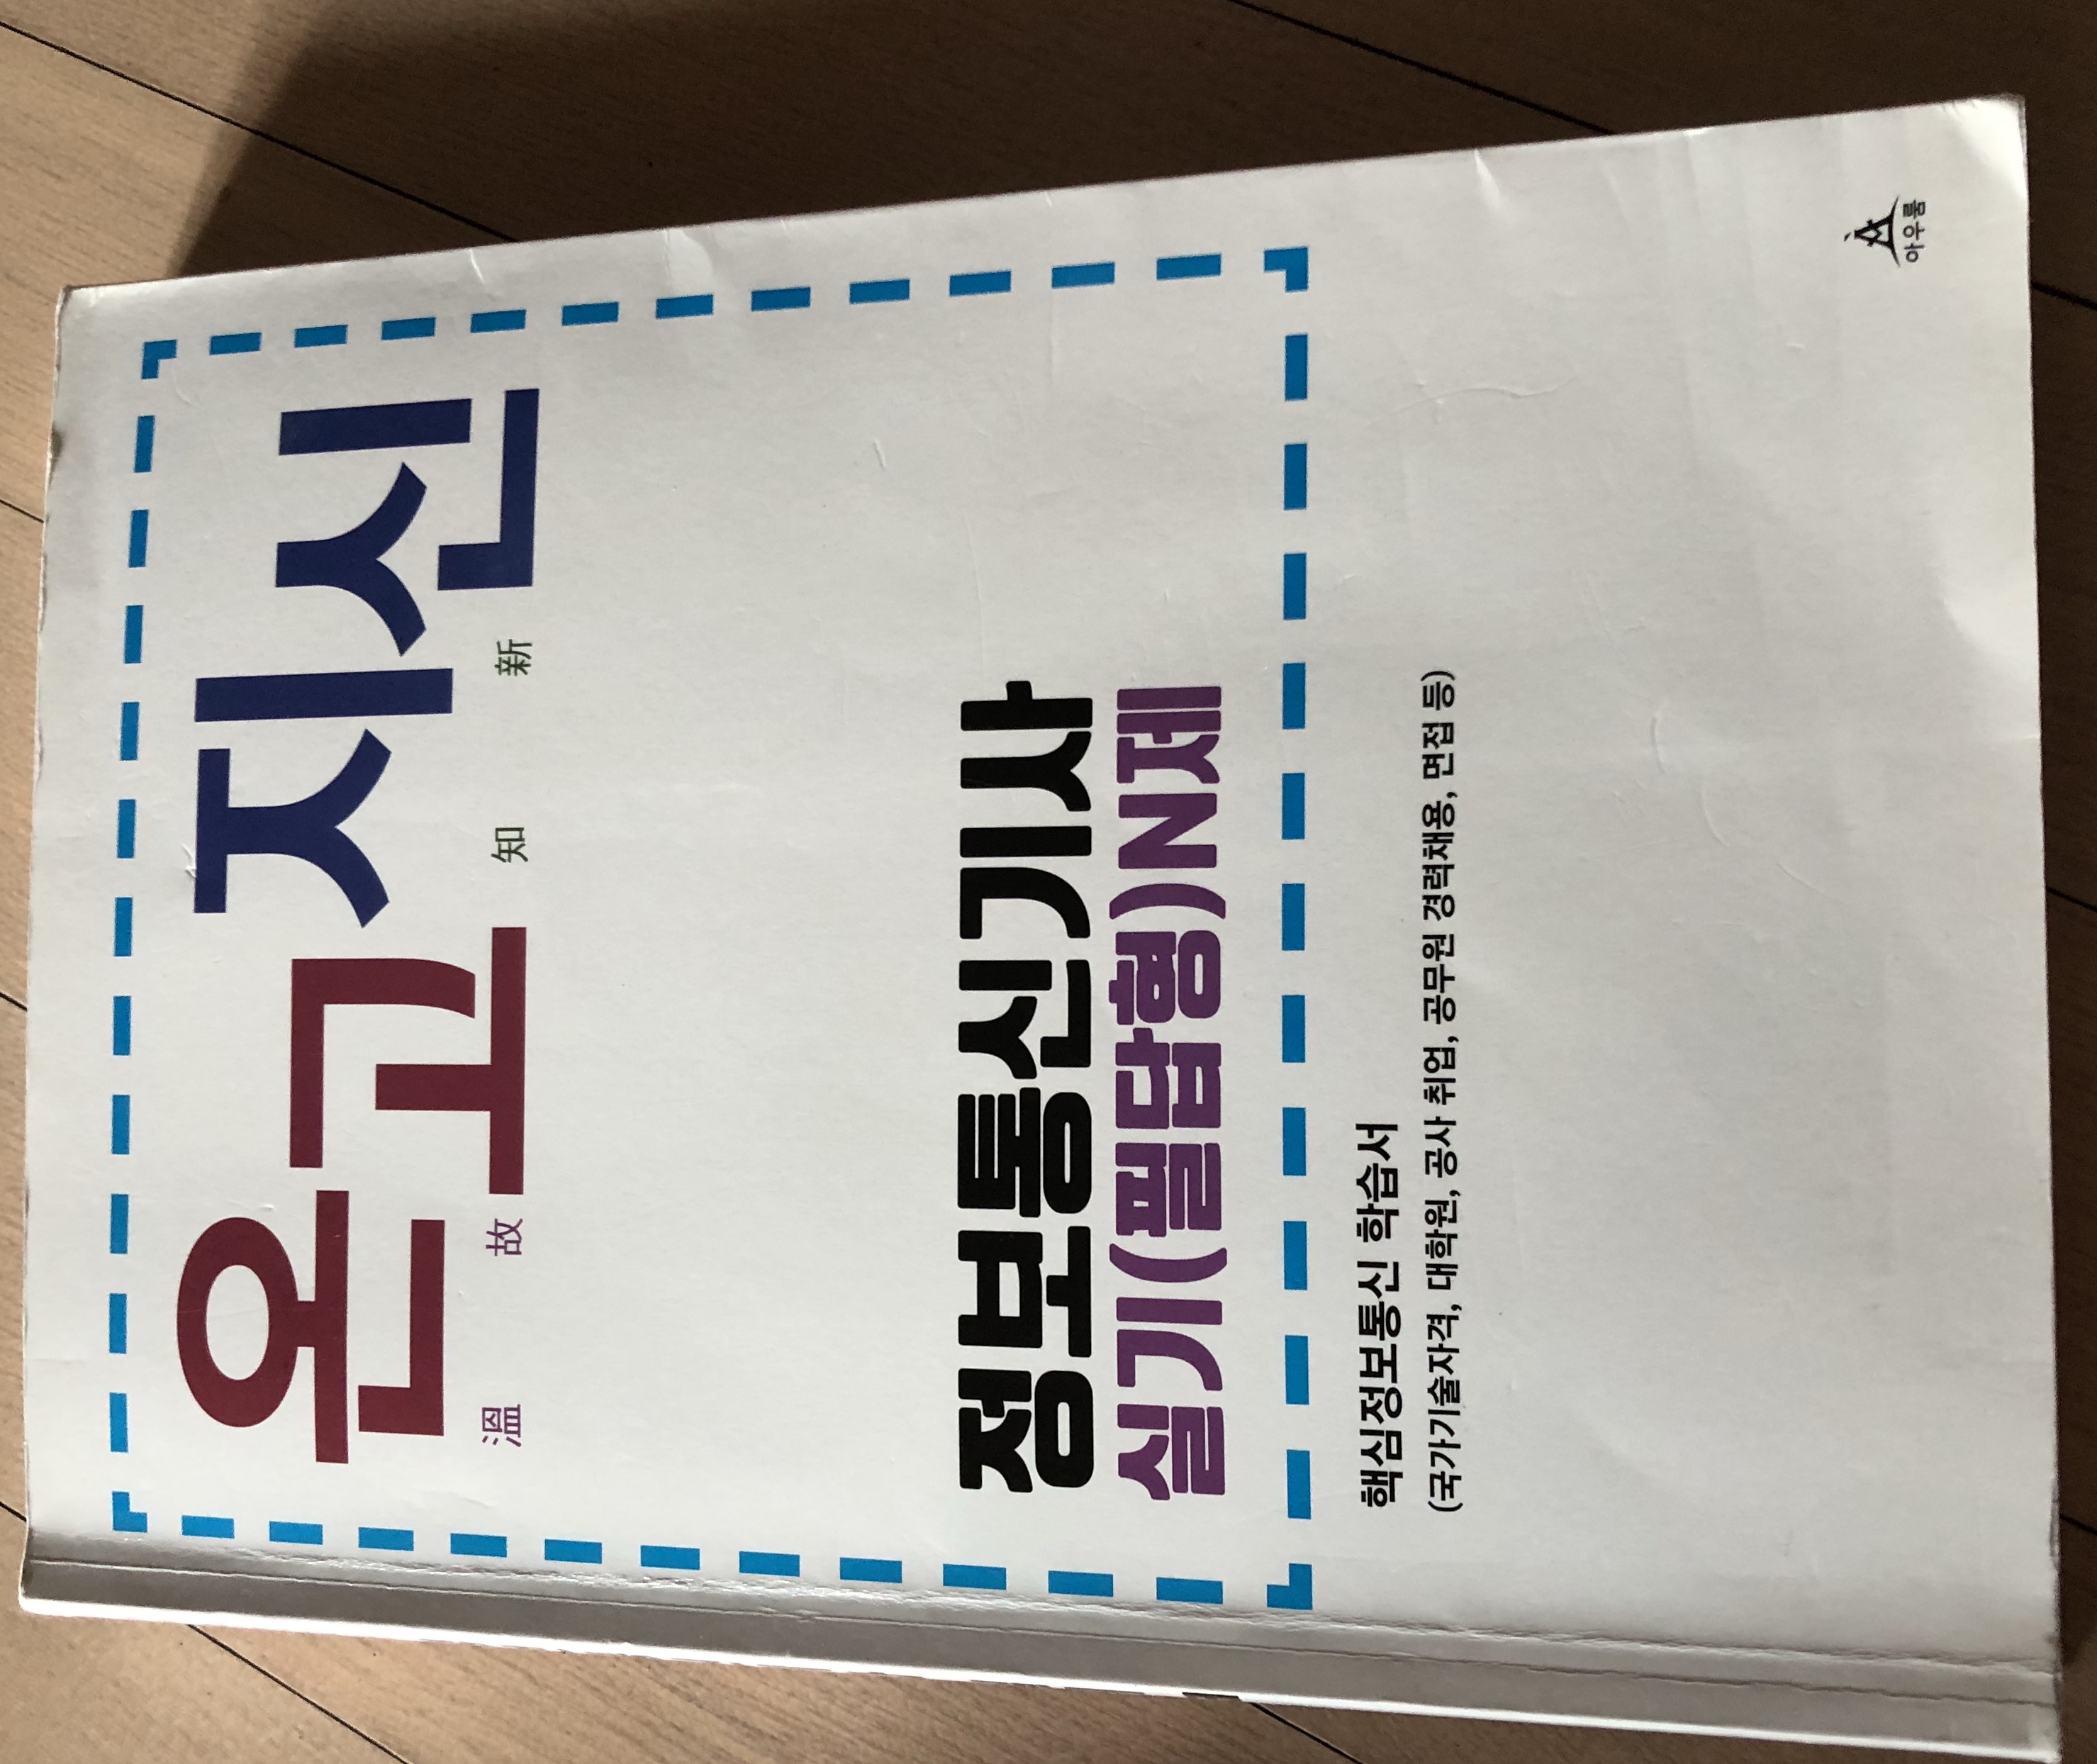 온고지신
溫 故 知 新
정보통신기사
실기(필답형)N제
핵심정보통신 학습서
(국가기술자격, 대학원, 공사 취업, 공무원 경력채용, 면접 등)
아우룸